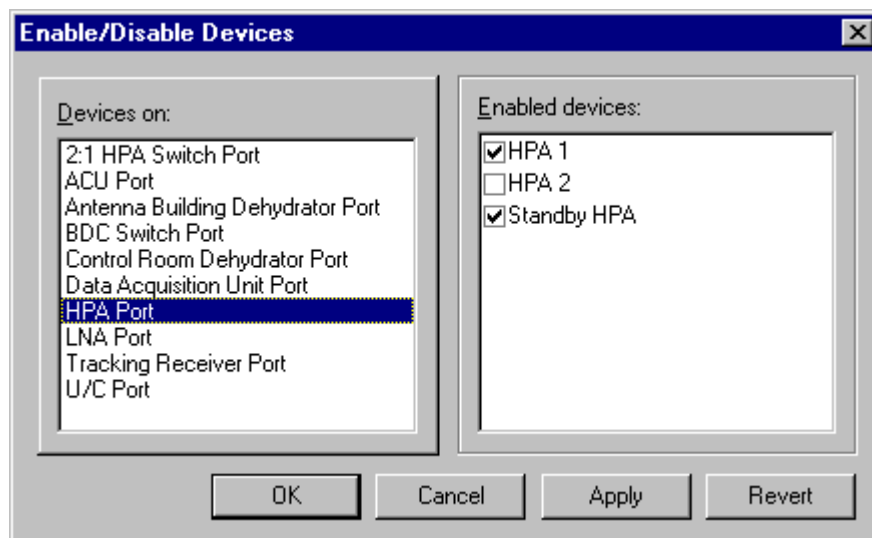 Enable/Disable Devices
Devices on:
2:1 HPA Switch Port
ACU Port
Antenna Building Dehydrator Port
BDC Switch Port
Control Room Dehydrator Port
Data Acquisition Unit Port
HPA Port
LNA Port
Tracking Receiver Port
U/C Port
Enabled devices:
HPA 1
HPA 2
Standby HPA
OK
Cancel
Apply
Revert